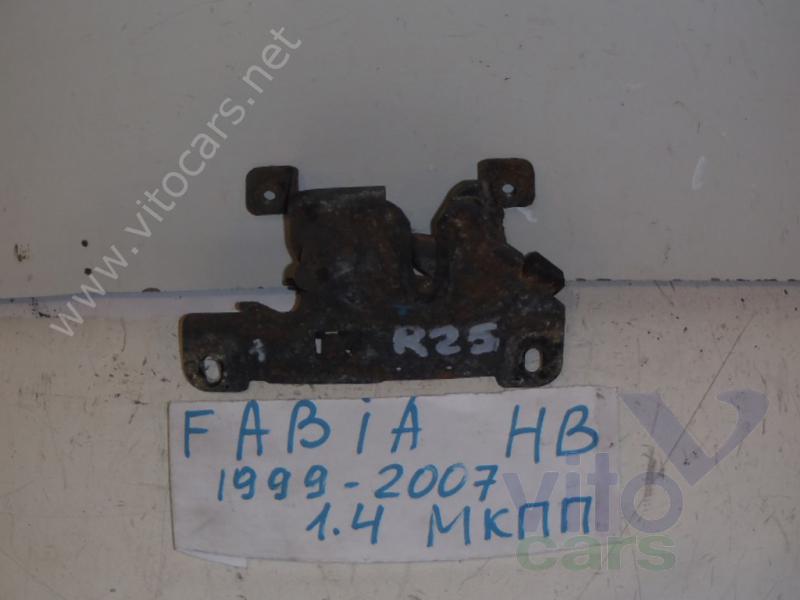 www.vitocars.net
R25
FABiA HB
1999-2007
1.4 МКПП
vito
cars